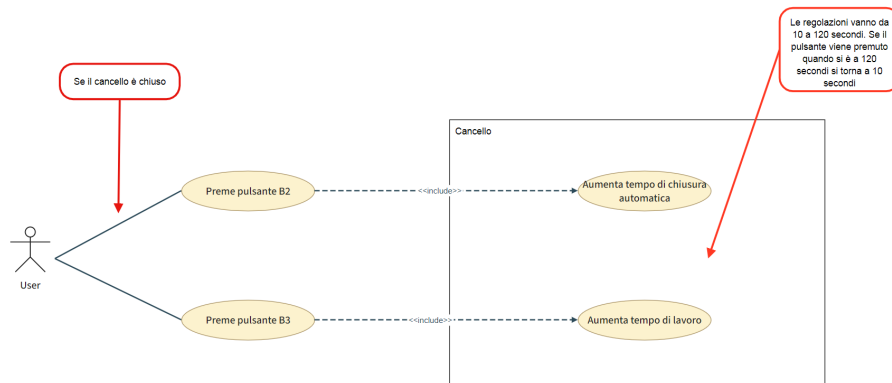 Le regolazioni vanno da
10 a 120 secondi. Se il
pulsante viene premuto
quando si è a 120
secondi si torna a 10
secondi
Se il cancello è chiuso
Cancello
Preme pulsante B2
<<include>>
Aumenta tempo di chiusura
automatica
User
Preme pulsante B3
<<include>>
Aumenta tempo di lavoro